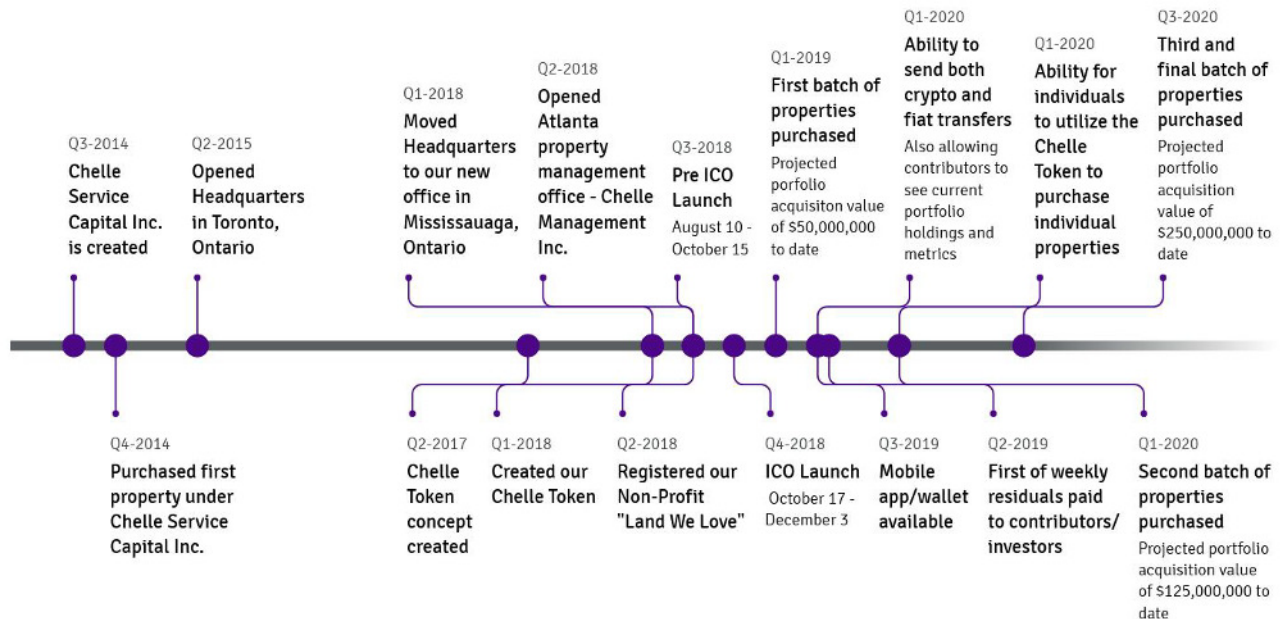 Q3-2014
Chelle
Service
Capital Inc.
is created
Q2-2015
Opened
Headquarters
in Toronto,
Ontario
Q1-2018
Moved
Headquarters
to our new
office in
Mississauaga,
Ontario
Q2-2018
Opened
Atlanta
property
management
office - Chelle
Management
Inc.
Q3-2018
Pre ICO
Launch
August 10 -
October 15
Q1-2019
First batch of
properties
purchased
Projected
porfolio
acquisiton value
of $50,000,000
to date
Q1-2020
Ability to
send both
crypto and
fiat transfers
Also allowing
contributors to
see current
portfolio
holdings and
metrics
Q1-2020
Ability for
individuals
to utilize the
Chelle
Token to
purchase
individual
properties
Q3-2020
Third and
final batch of
properties
purchased
Projected
portfolio
acquisition
value of
$250,000,000 to
date
Q4-2014
Purchased first
property under
Chelle Service
Capital Inc.
Q2-2017
Chelle
Token
concept
created
Q1-2018
Created our
Chelle Token
Q2-2018
Registered our
Non-Profit
"Land We Love"
Q4-2018
ICO Launch
October 17 -
December 3
Q3-2019
Mobile
app/wallet
available
Q2-2019
First of weekly
residuals paid
to contributors/
investors
Q1-2020
Second batch of
properties
purchased
Projected portfolio
acquisition value
of $125,000,000 to
date